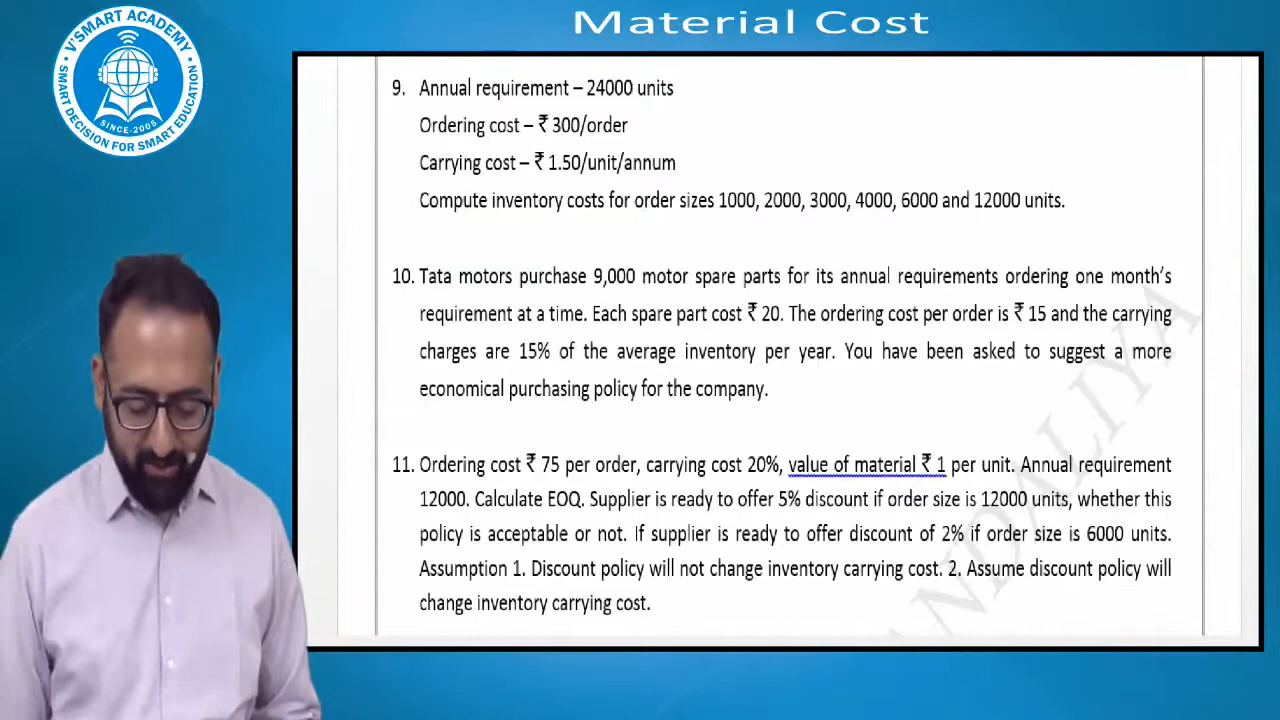 Material Cost
V'SMART ACADEMY
SMART DECISION FOR SMART EDUCATION
SINCE-2005
9. Annual requirement – 24000 units
Ordering cost – ₹ 300/order
Carrying cost – ₹ 1.50/unit/annum
Compute inventory costs for order sizes 1000, 2000, 3000, 4000, 6000 and 12000 units.
10. Tata motors purchase 9,000 motor spare parts for its annual requirements ordering one month's
requirement at a time. Each spare part cost ₹ 20. The ordering cost per order is ₹ 15 and the carrying
charges are 15% of the average inventory per year. You have been asked to suggest a more
economical purchasing policy for the company.
11. Ordering cost ₹ 75 per order, carrying cost 20%, value of material ₹ 1 per unit. Annual requirement
12000. Calculate EOQ. Supplier is ready to offer 5% discount if order size is 12000 units, whether this
policy is acceptable or not. If supplier is ready to offer discount of 2% if order size is 6000 units.
Assumption 1. Discount policy will not change inventory carrying cost. 2. Assume discount policy will
change inventory carrying cost.